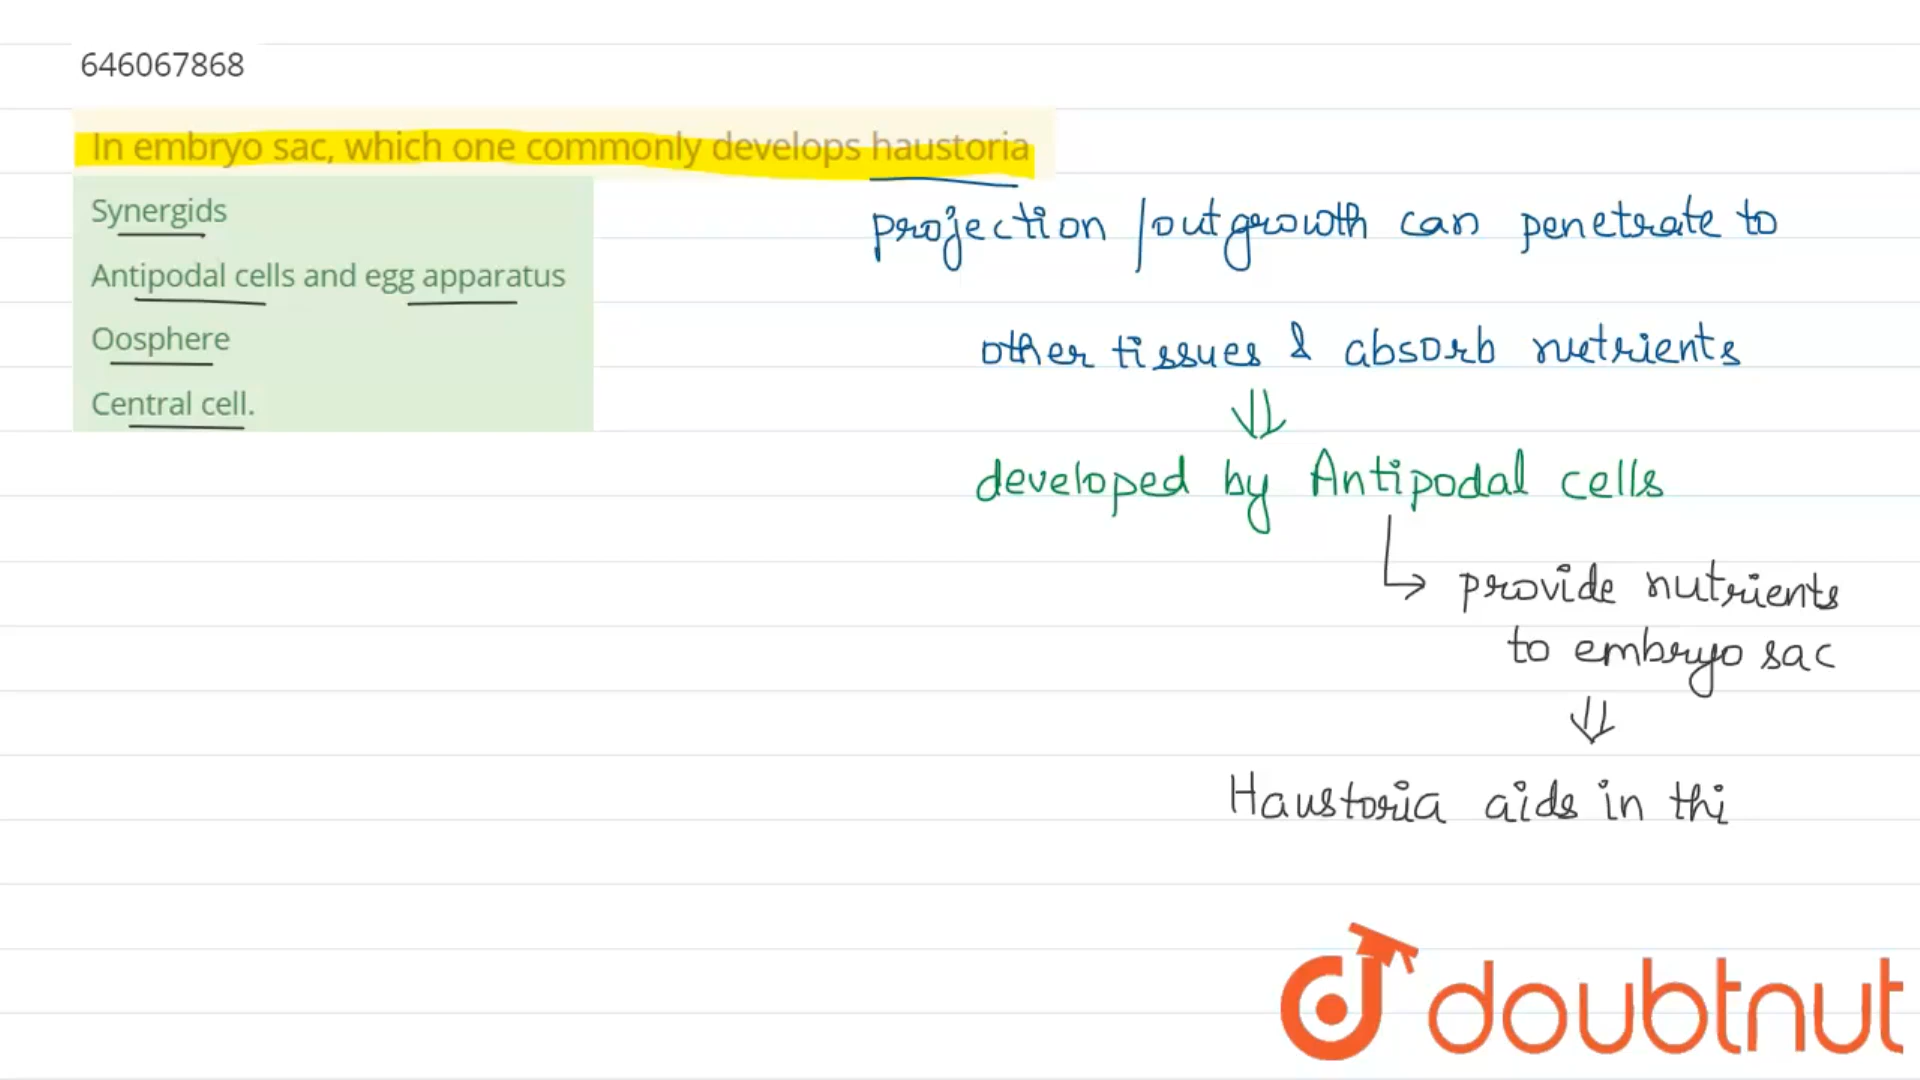 646067868
In embryo sac, which one commonly develops haustoria
Synergids
Antipodal cells and egg apparatus
Oosphere
Central cell.
projection / outgrowth can penetrate to
other tissues & absorb nutrients
developed by Antipodal cells
provide nutrients
to embryo sac
Haustoria aids in thi
doubtnut